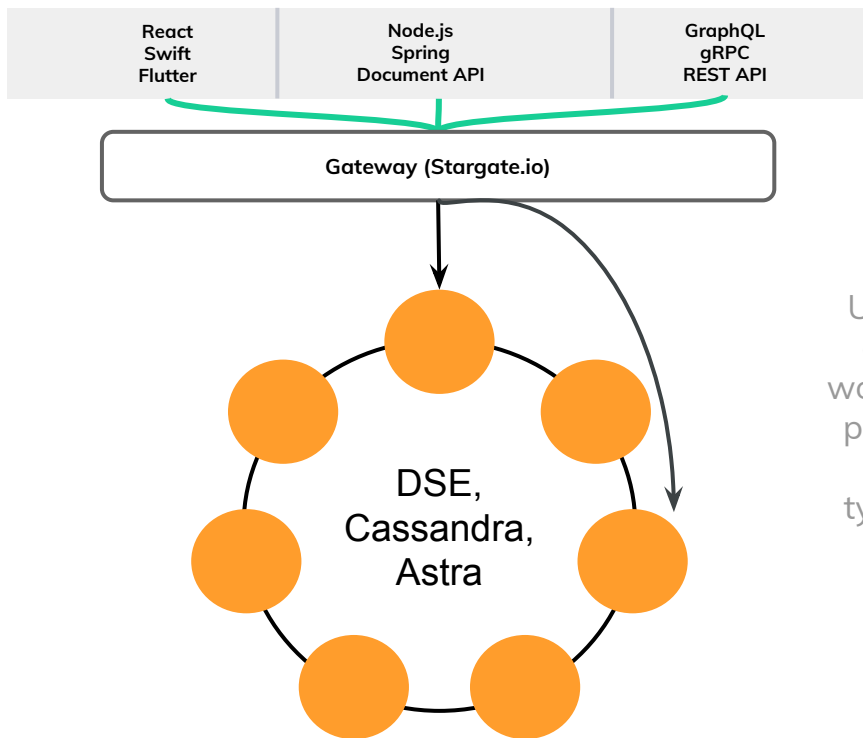 React
Swift
Flutter
Node.js
Spring
Document API
GraphQL
gRPC
REST API
Gateway (Stargate.io)
DSE,
Cassandra,
Astra